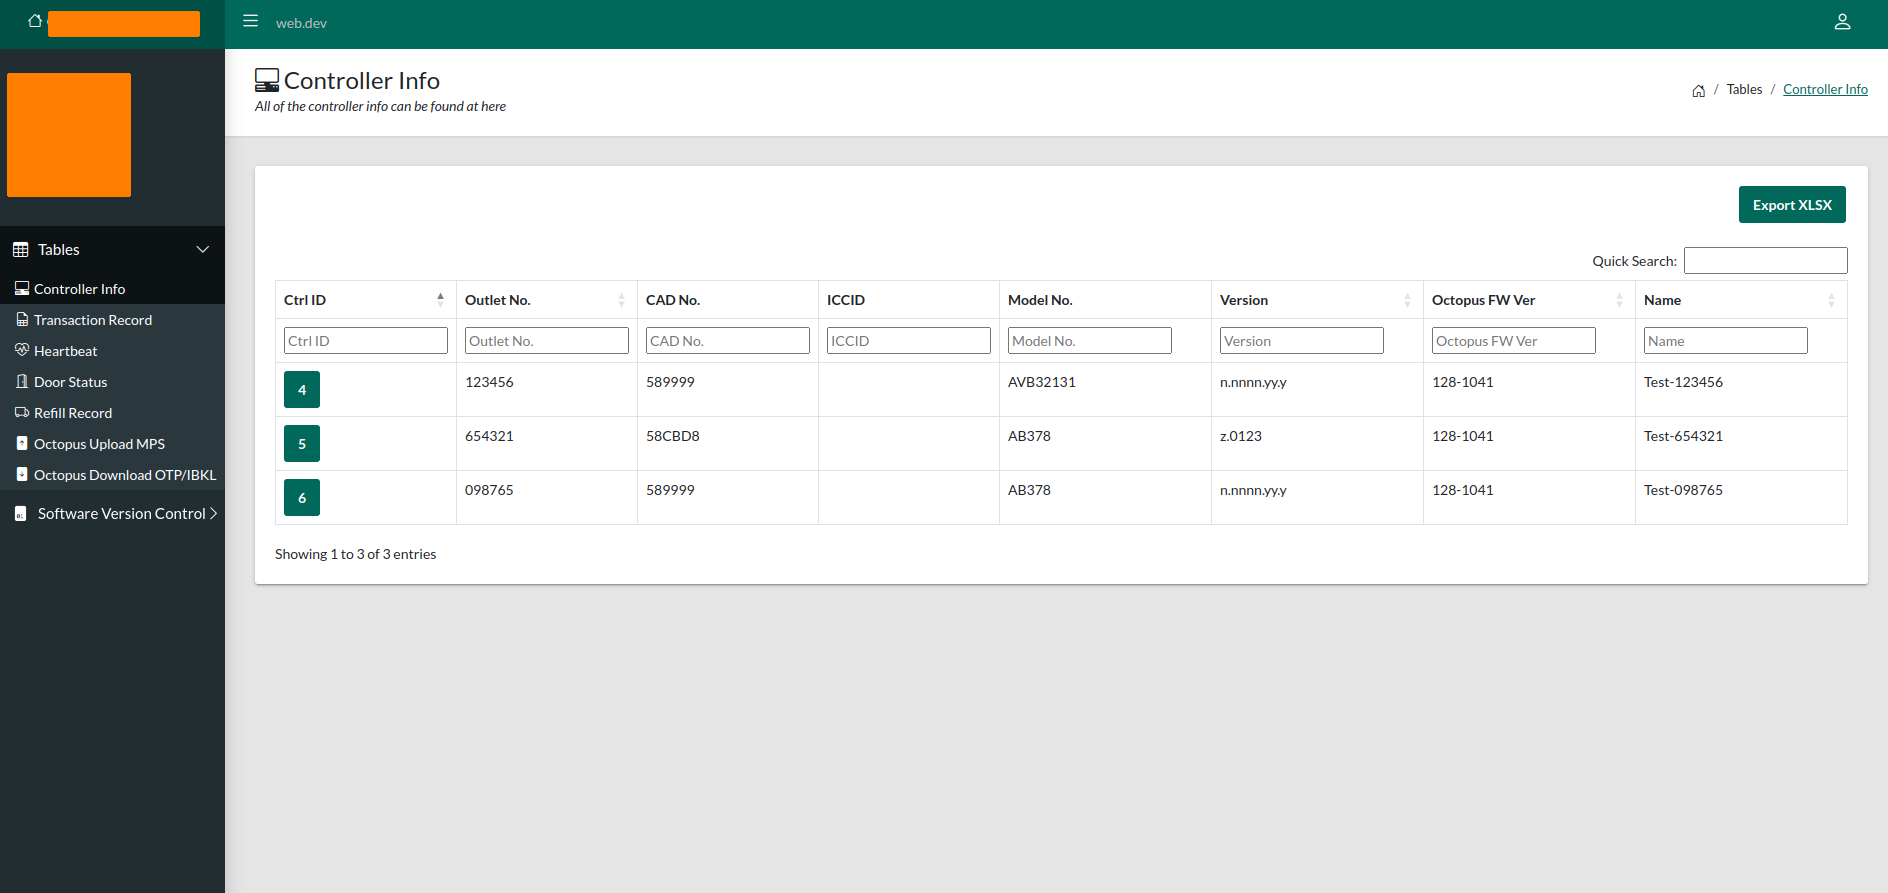 web.dev
Controller Info
All of the controller info can be found at here
/ Tables / Controller Info
Tables
Controller Info
Transaction Record
Heartbeat
Door Status
Refill Record
Octopus Upload MPS
Octopus Download OTP/IBKL
Software Version Control
Export XLSX
Quick Search:
Ctrl ID Outlet No. CAD No. ICCID Model No. Version Octopus FW Ver Name
Ctrl ID Outlet No. CAD No. ICCID Model No. Version Octopus FW Ver Name
4 123456 589999 AVB32131 n.nnnn.yy.y 128-1041 Test-123456
5 654321 58CBD8 AB378 z.0123 128-1041 Test-654321
6 098765 589999 AB378 n.nnnn.yy.y 128-1041 Test-098765
Showing 1 to 3 of 3 entries